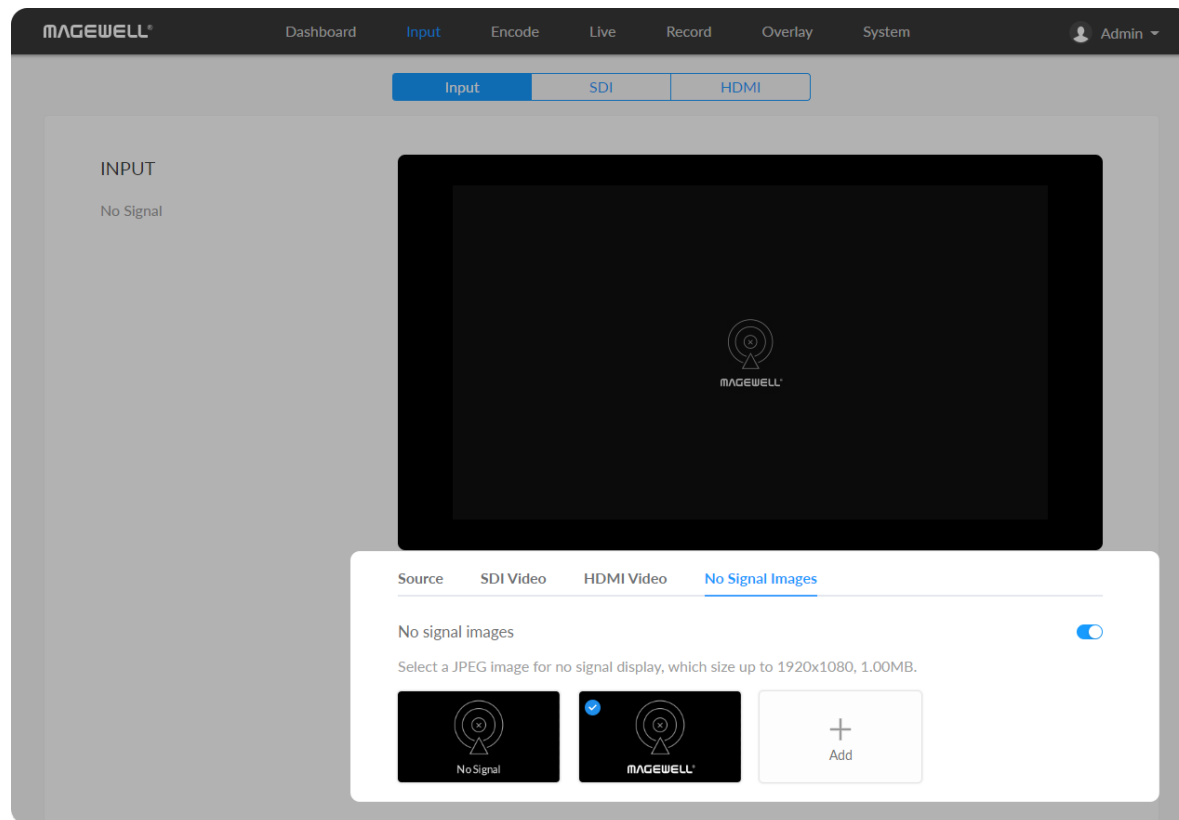 MAGEWELL®
Dashboard Input Encode Live Record Overlay System Admin
Input SDI HDMI
INPUT
No Signal
MAGEWELL®
Source SDI Video HDMI Video No Signal Images
No signal images
Select a JPEG image for no signal display, which size up to 1920x1080, 1.00MB.
No Signal
MAGEWELL®
Add